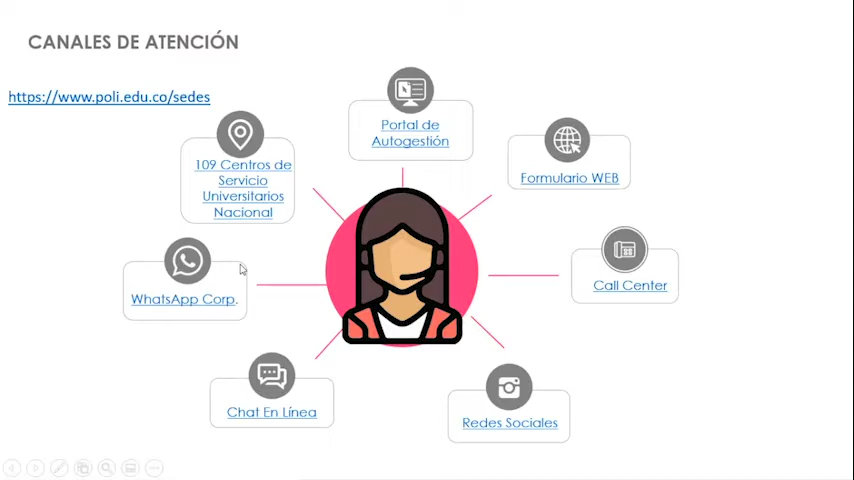 CANALES DE ATENCIÓN
https://www.poli.edu.co/sedes
Portal de
Autogestión
109 Centros de
Servicio
Universitarios
Nacional
Formulario WEB
WhatsApp Corp.
Call Center
Chat En Línea
Redes Sociales